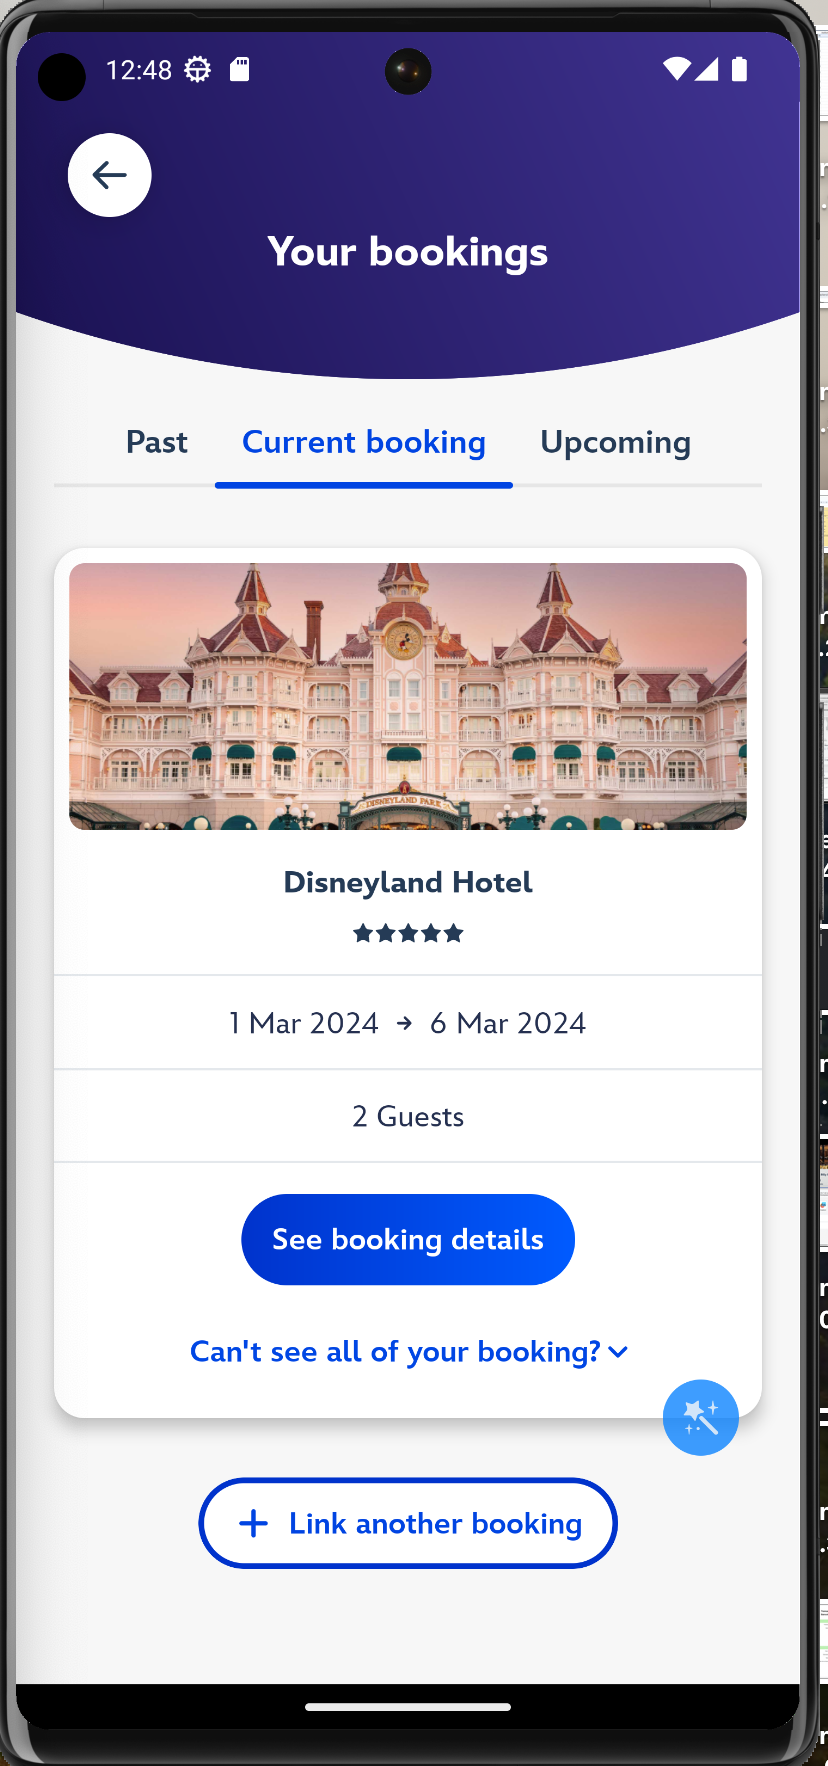 12:48
Your bookings
Past
Current booking
Upcoming
DISNEYLAND PARK
Disneyland Hotel
1 Mar 2024 → 6 Mar 2024
2 Guests
See booking details
Can't see all of your booking?
+ Link another booking